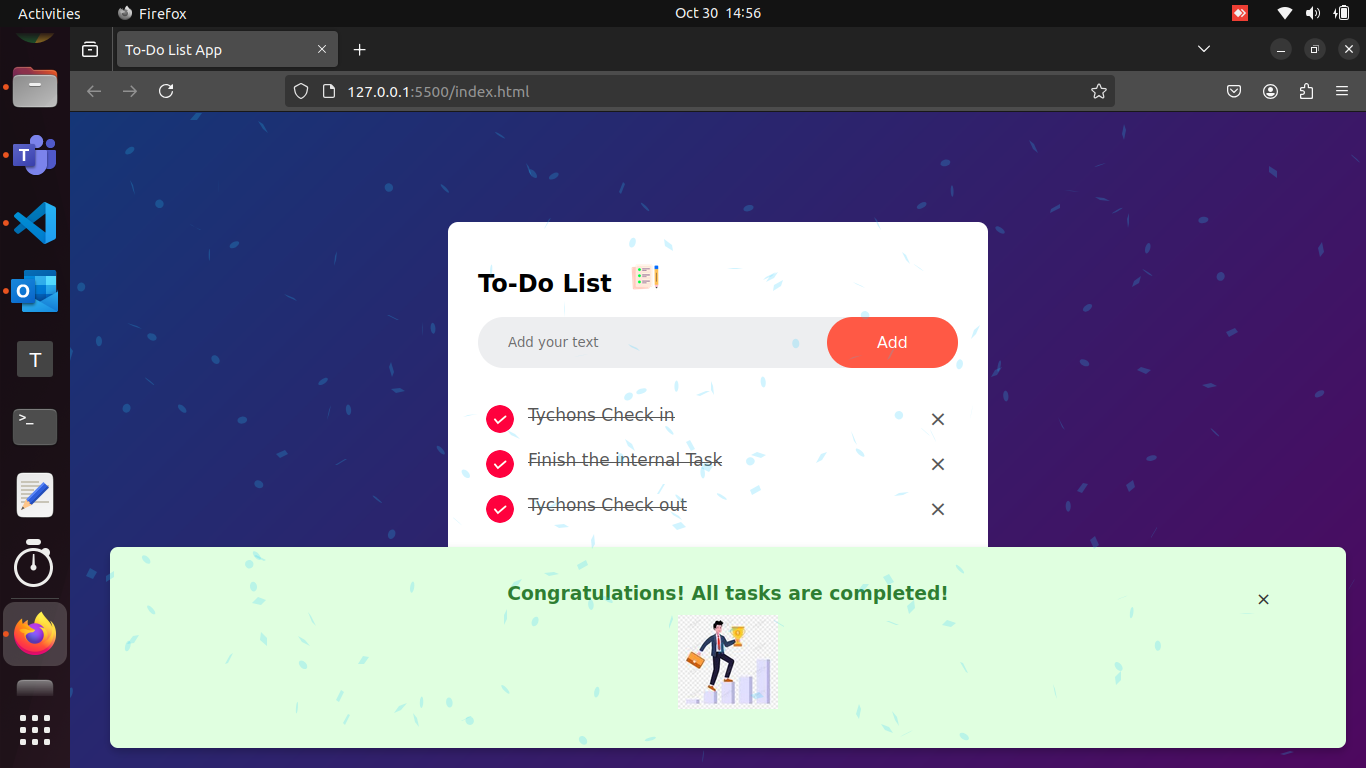 Activities Firefox Oct 30 14:56
To-Do List App
127.0.0.1:5500/index.html
T
O
T
>_
To-Do List
Add your text Add
Tychons Check in
Finish the internal Task
Tychons Check out
Congratulations! All tasks are completed!